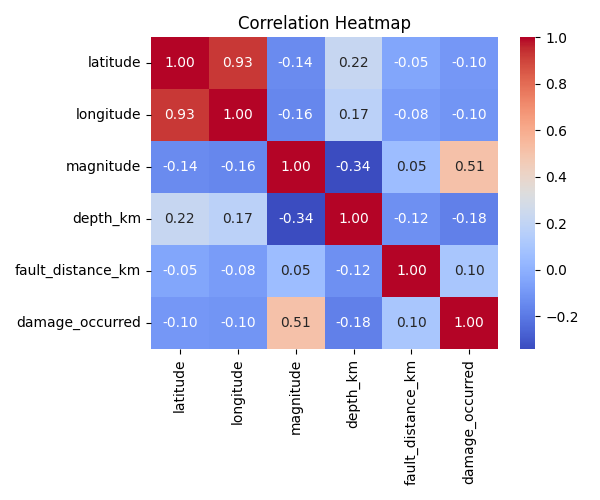 Correlation Heatmap
latitude 1.00 0.93 -0.14 0.22 -0.05 -0.10
longitude 0.93 1.00 -0.16 0.17 -0.08 -0.10
magnitude -0.14 -0.16 1.00 -0.34 0.05 0.51
depth_km 0.22 0.17 -0.34 1.00 -0.12 -0.18
fault_distance_km -0.05 -0.08 0.05 -0.12 1.00 0.10
damage_occurred -0.10 -0.10 0.51 -0.18 0.10 1.00
latitude
longitude
magnitude
depth_km
fault_distance_km
damage_occurred
1.0
0.8
0.6
0.4
0.2
0.0
−0.2